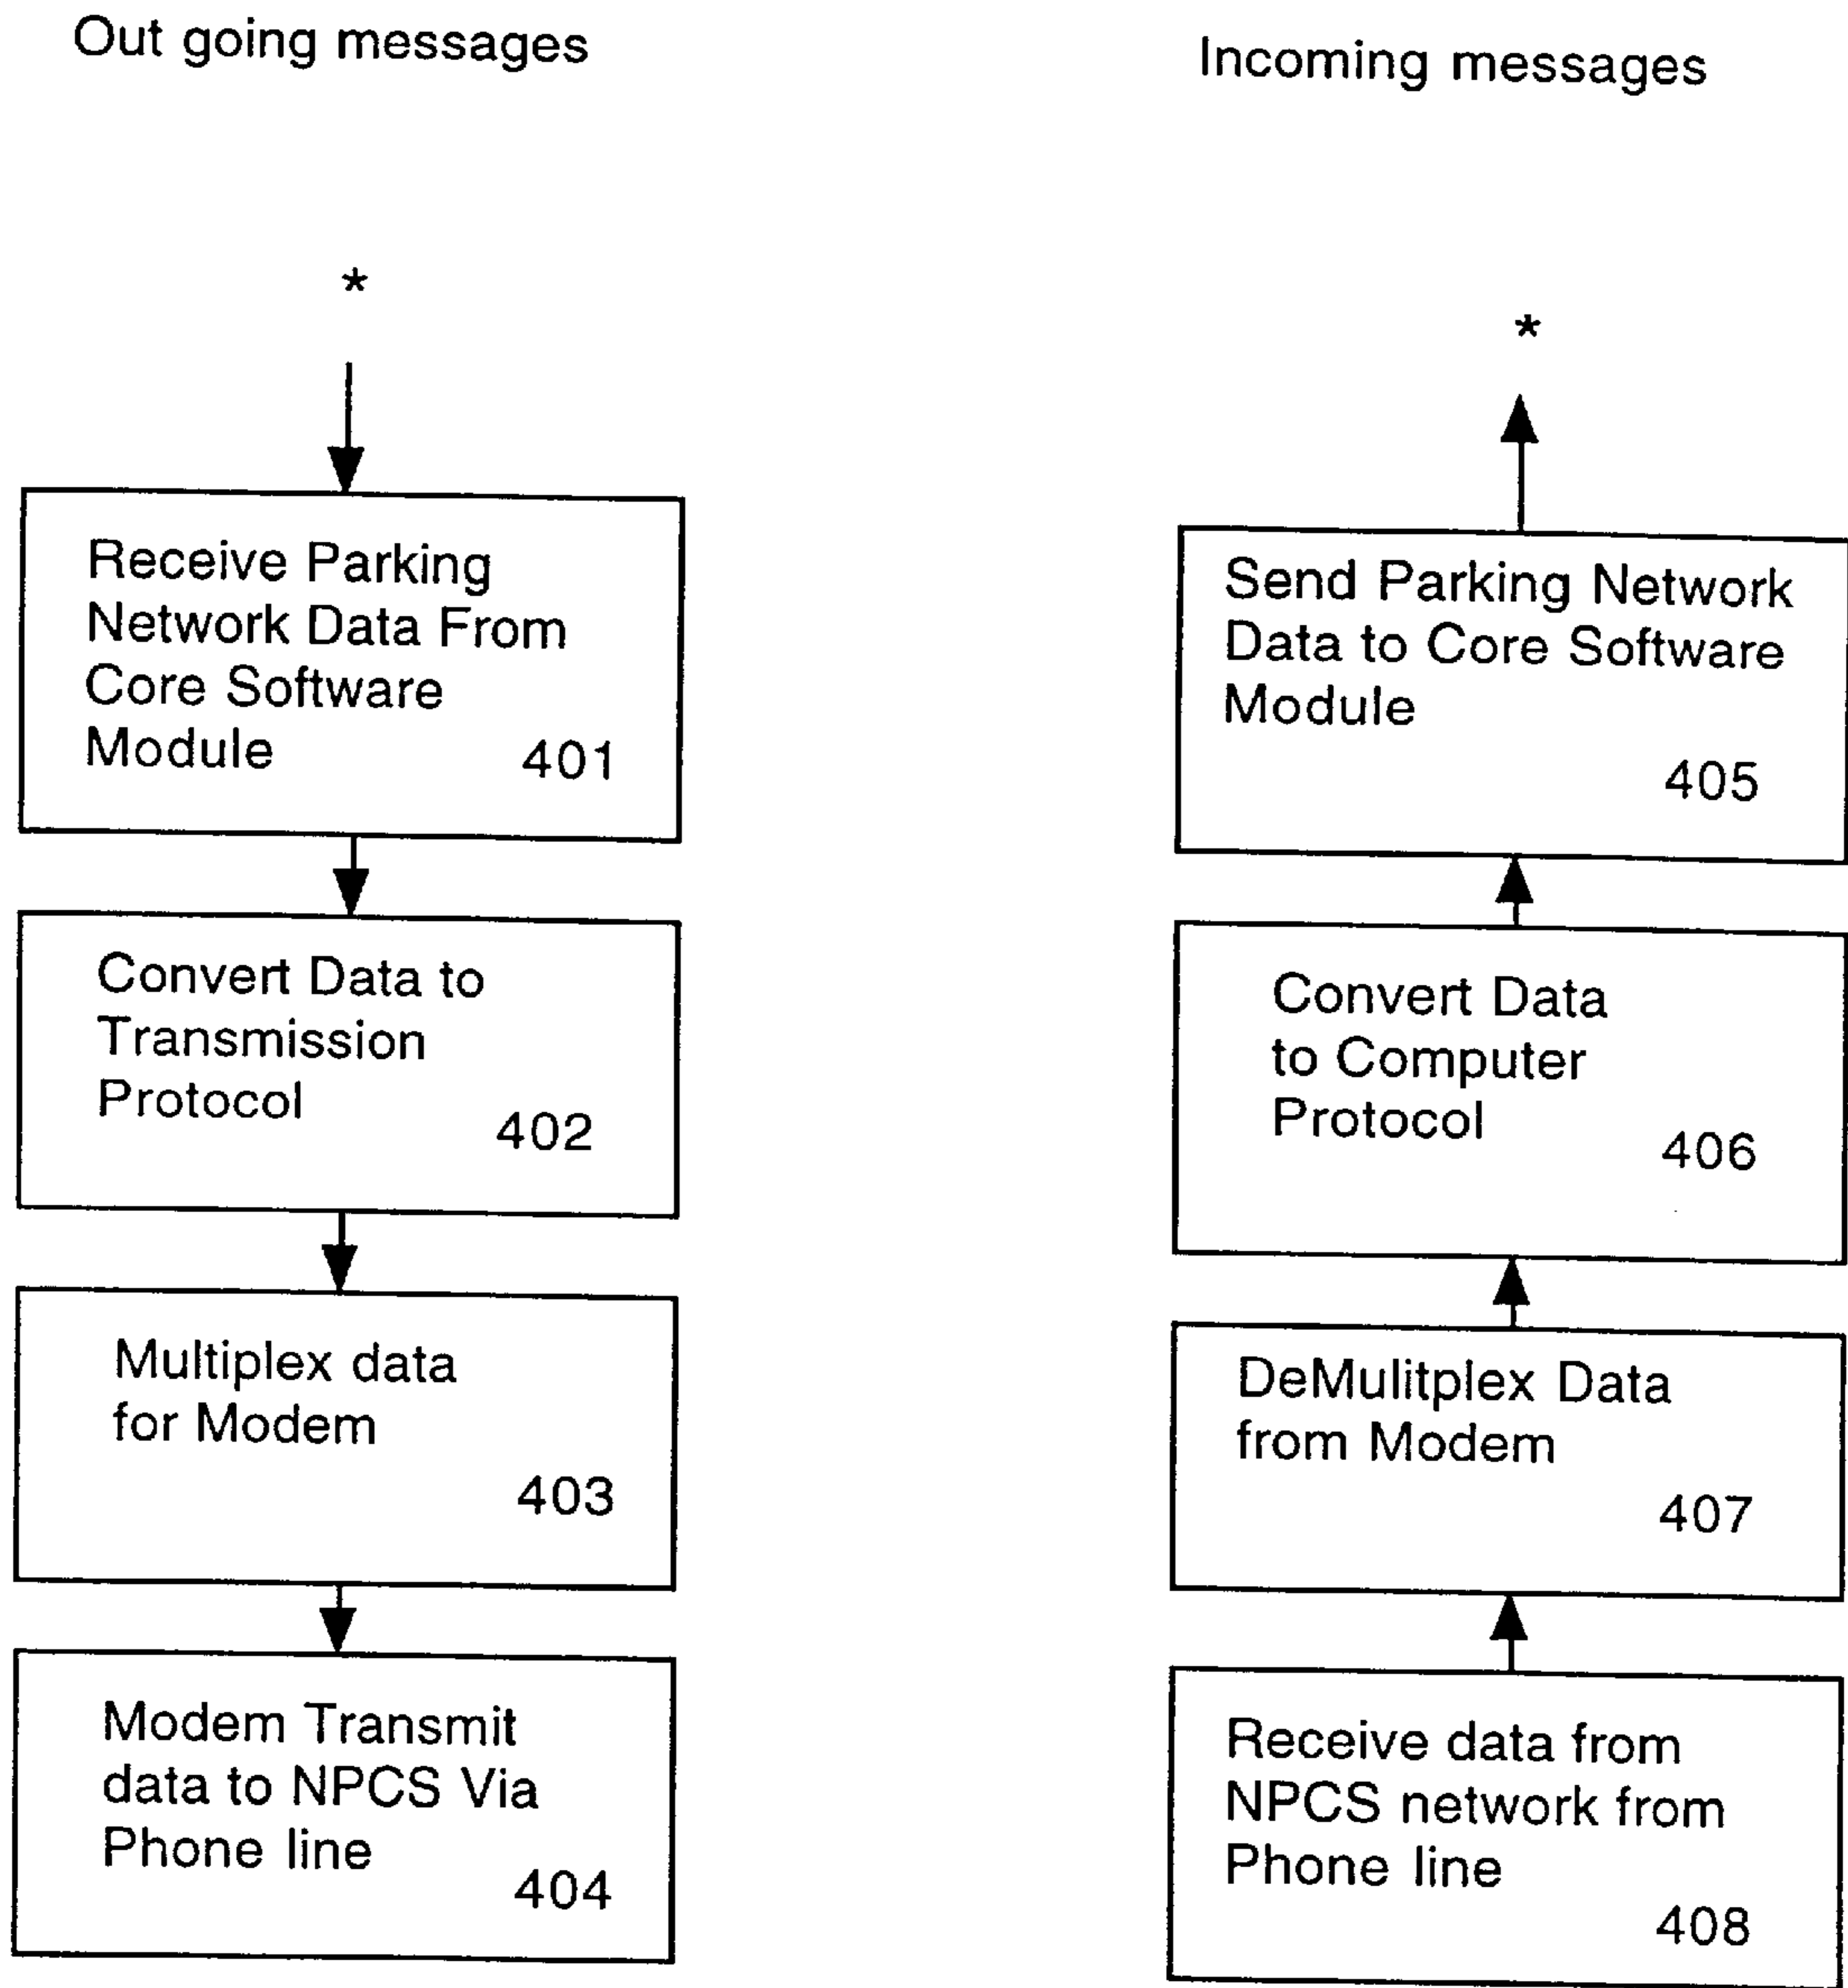 Out going messages
*
Receive Parking
Network Data From
Core Software
Module
401
Convert Data to
Transmission
Protocol
402
Multiplex data
for Modem
403
Modem Transmit
data to NPCS Via
Phone line
404
Incoming messages
*
Send Parking Network
Data to Core Software
Module
405
Convert Data
to Computer
Protocol
406
DeMulitplex Data
from Modem
407
Receive data from
NPCS network from
Phone line
408